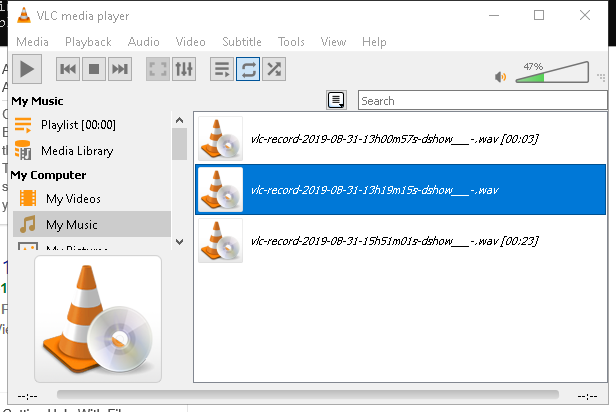 VLC media player
Media Playback Audio Video Subtitle Tools View Help
47%
My Music
Search
Playlist [00:00]
Media Library
My Computer
My Videos
My Music
My Pictures
vlc-record-2019-08-31-13h00m57s-dshow___-.wav [00:03]
vlc-record-2019-08-31-13h19m15s-dshow___-.wav
vlc-record-2019-08-31-15h51m01s-dshow___-.wav [00:23]
--:-- --:--